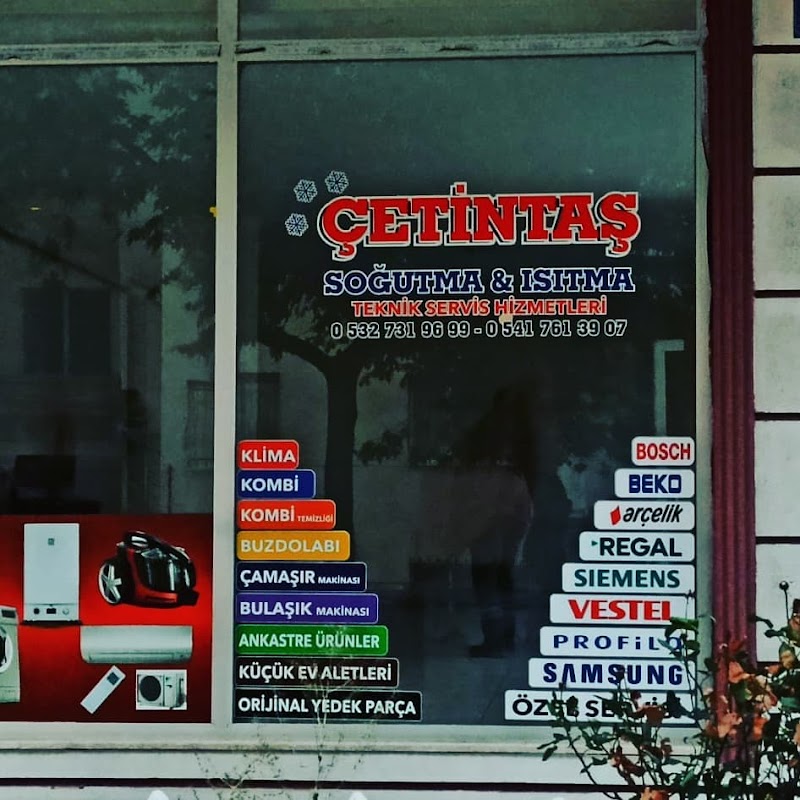 ÇETİNTAŞ
SOĞUTMA & ISITMA
TEKNİK SERVİS HİZMETLERİ
0 532 731 96 99 - 0 541 761 39 07
KLİMA
KOMBİ
KOMBİ TEMİZLİĞİ
BUZDOLABI
ÇAMAŞIR MAKİNASI
BULAŞIK MAKİNASI
ANKASTRE ÜRÜNLER
KÜÇÜK EV ALETLERİ
ORİJİNAL YEDEK PARÇA
BOSCH
BEKO
arçelik
REGAL
SIEMENS
VESTEL
PROFiLO
SAMSUNG
ÖZEL SERVİSİ